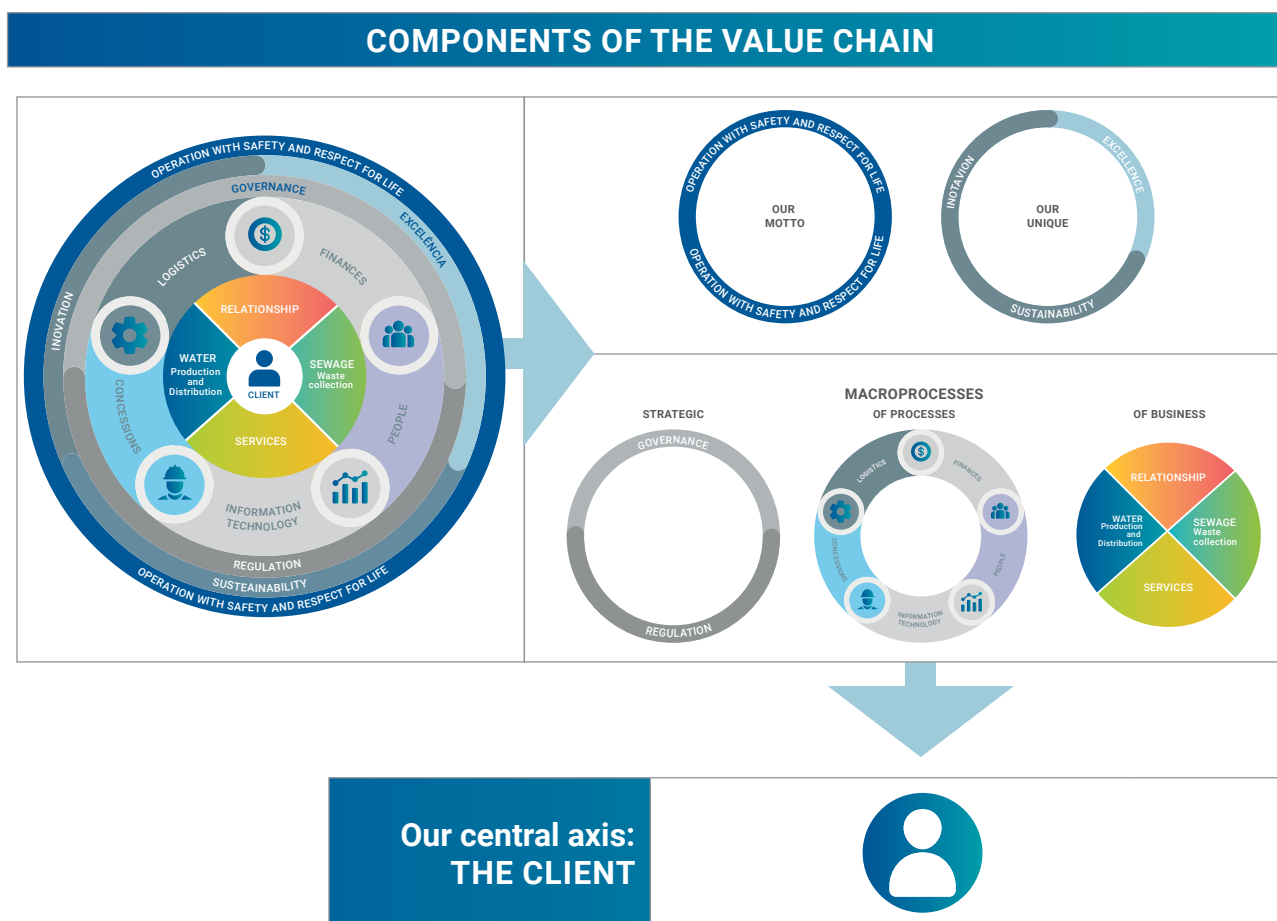 COMPONENTS OF THE VALUE CHAIN
OPERATION WITH SAFETY AND RESPECT FOR LIFE
EXCELÊNCIA
INOVATION
GOVERNANCE
LOGISTICS
FINANCES
RELATIONSHIP
WATER
Production
and
Distribution
SEWAGE
Waste
collection
CLIENT
SERVICES
CONCESSIONS
PEOPLE
INFORMATION
TECHNOLOGY
REGULATION
SUSTEAINABILITY
OPERATION WITH SAFETY AND RESPECT FOR LIFE
OPERATION WITH SAFETY AND RESPECT FOR LIFE
OUR
MOTTO
OPERATION WITH SAFETY AND RESPECT FOR LIFE
INOTAVION
EXCELLENCE
OUR
UNIQUE
SUSTAINABILITY
MACROPROCESSES
STRATEGIC
OF PROCESSES
OF BUSINESS
GOVERNANCE
REGULATION
LOGISTICS
FINANCES
CONCESSIONS
PEOPLE
INFORMATION
TECHNOLOGY
RELATIONSHIP
WATER
Production
and
Distribution
SEWAGE
Waste
collection
SERVICES
Our central axis:
THE CLIENT